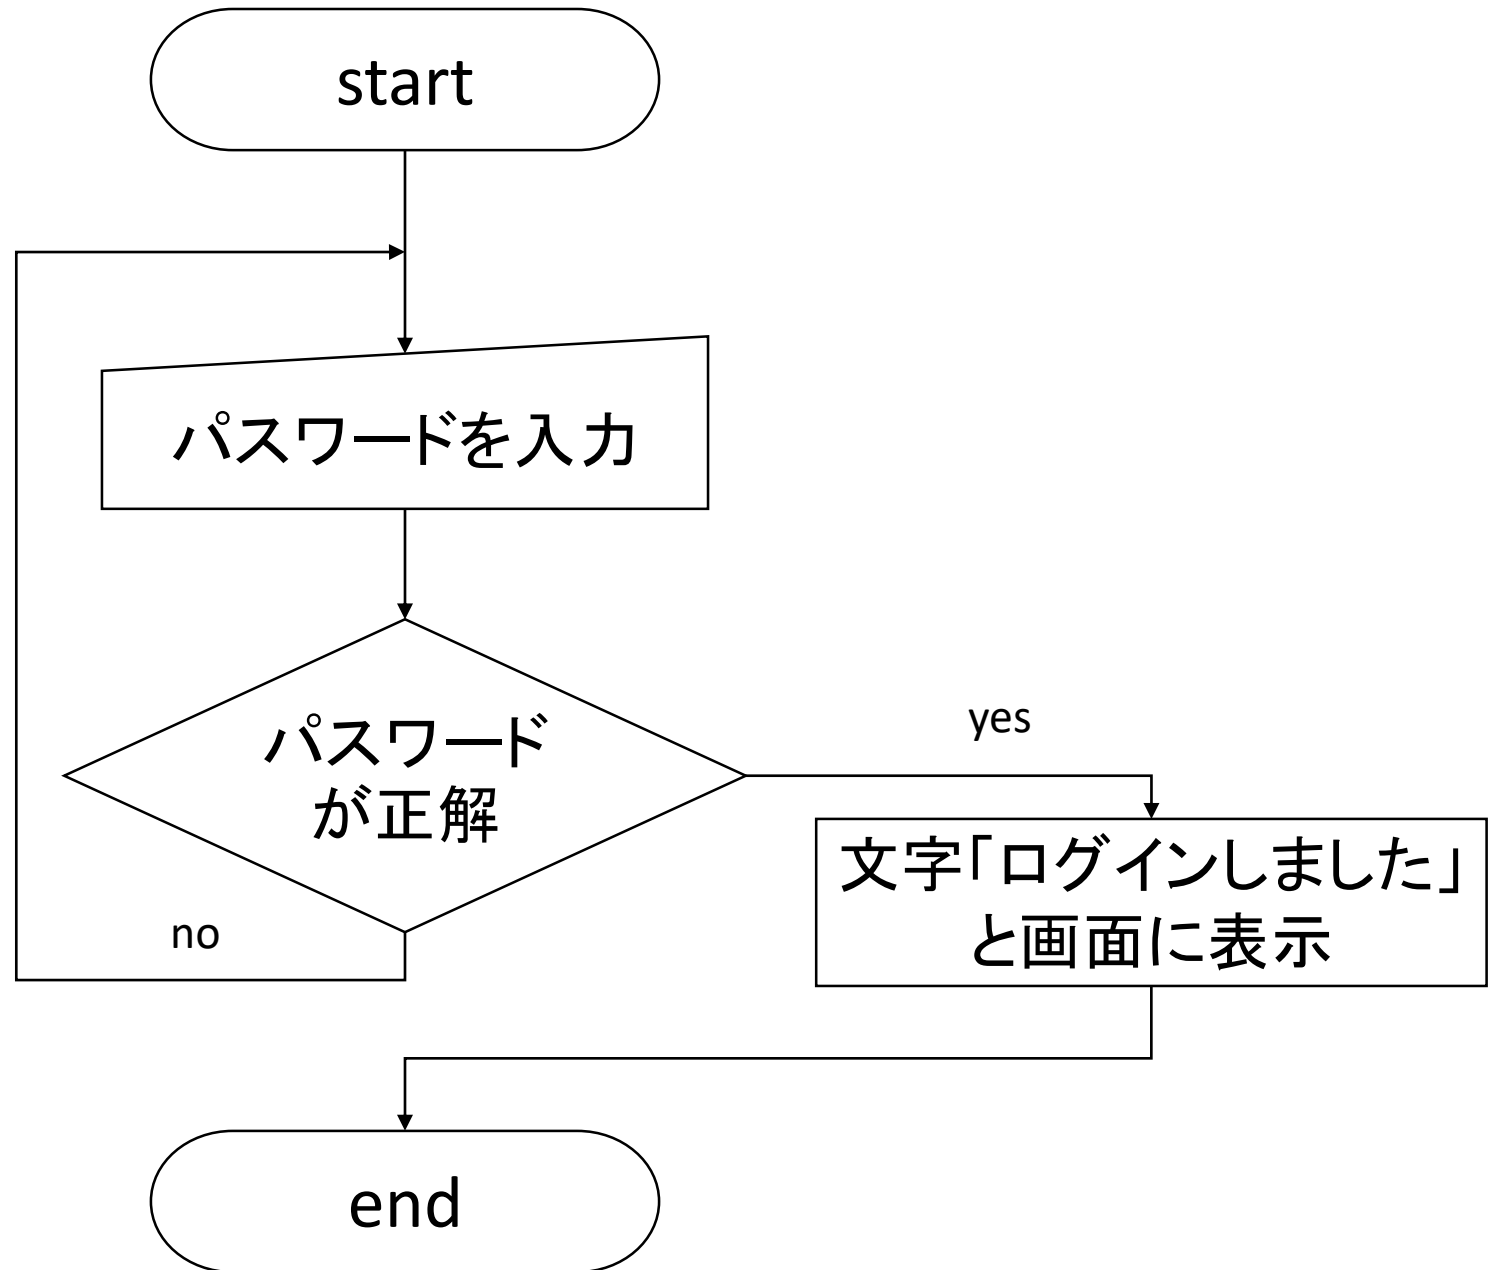 start
パスワードを入力
パスワード
が正解
yes
no
文字「ログインしました」
と画面に表示
end